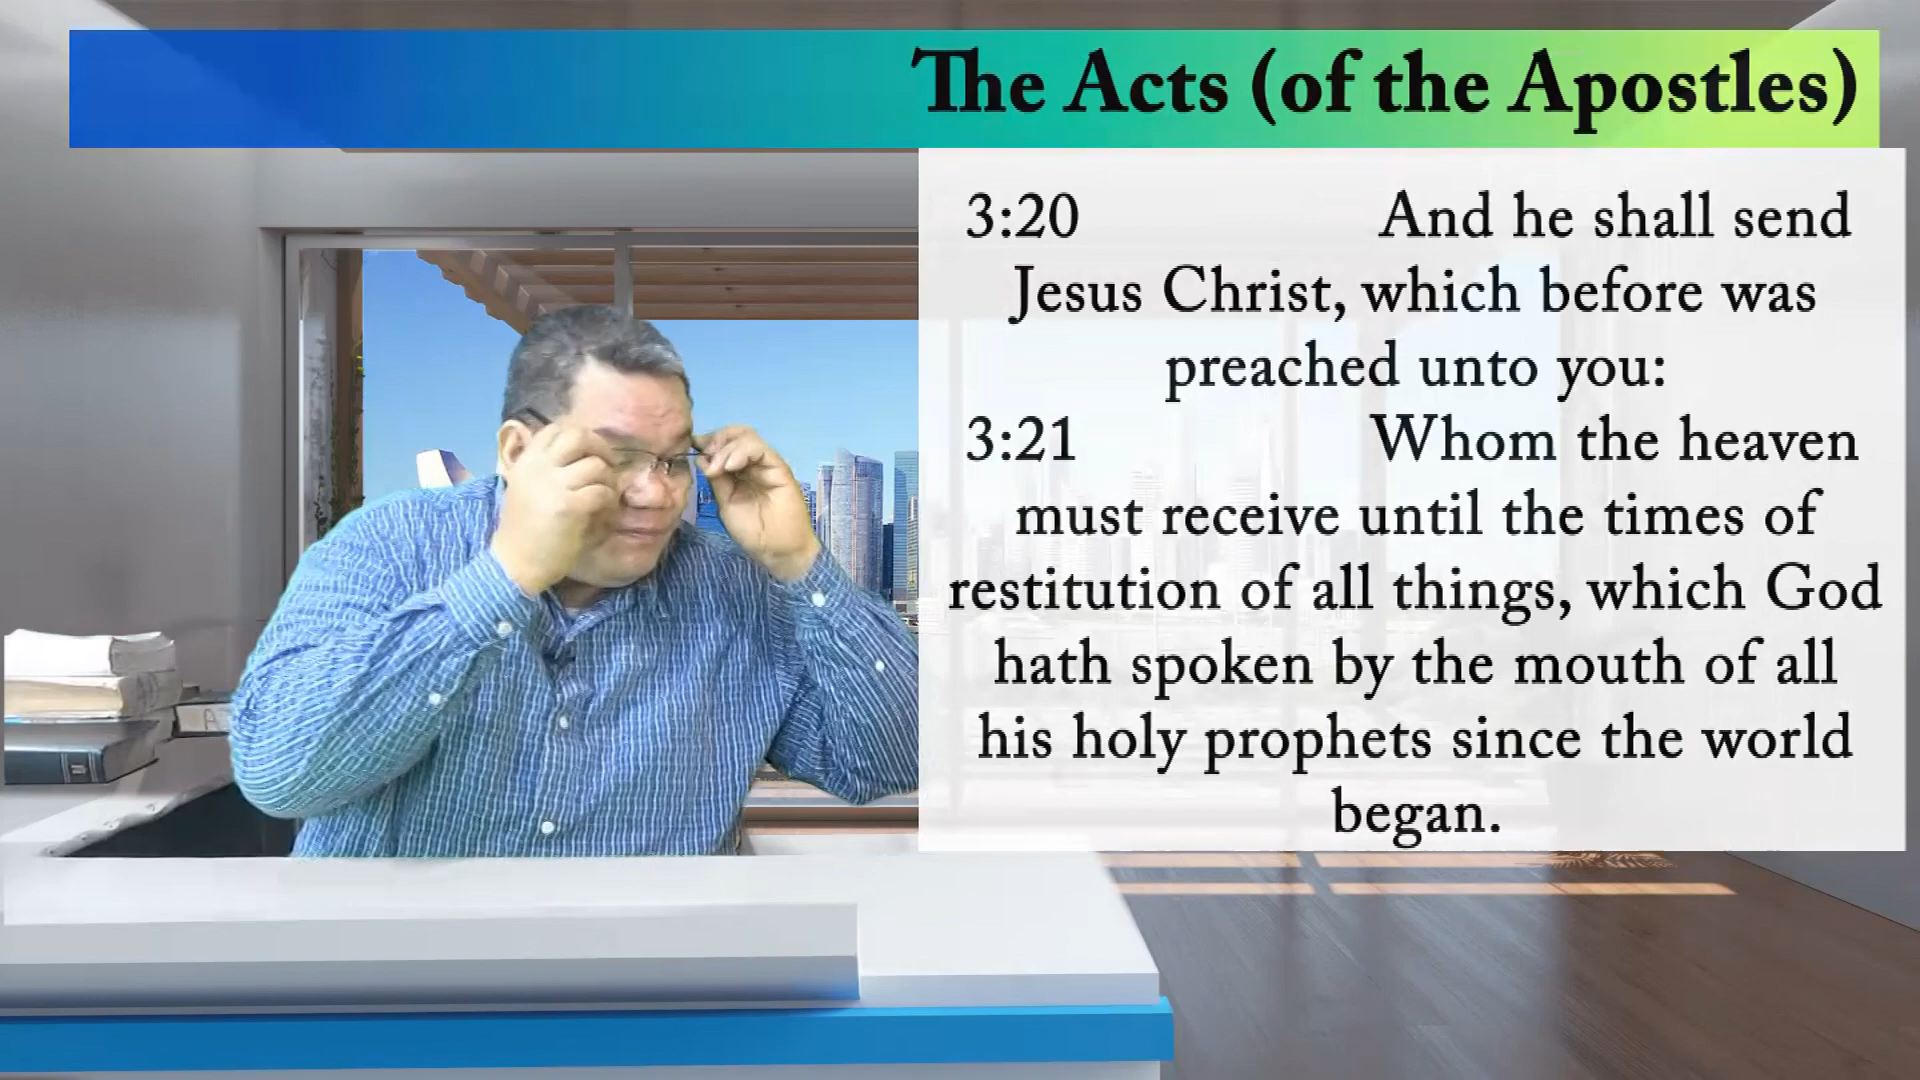 The Acts (of the Apostles)
3:20 And he shall send
Jesus Christ, which before was
preached unto you:
3:21 Whom the heaven
must receive until the times of
restitution of all things, which God
hath spoken by the mouth of all
his holy prophets since the world
began.